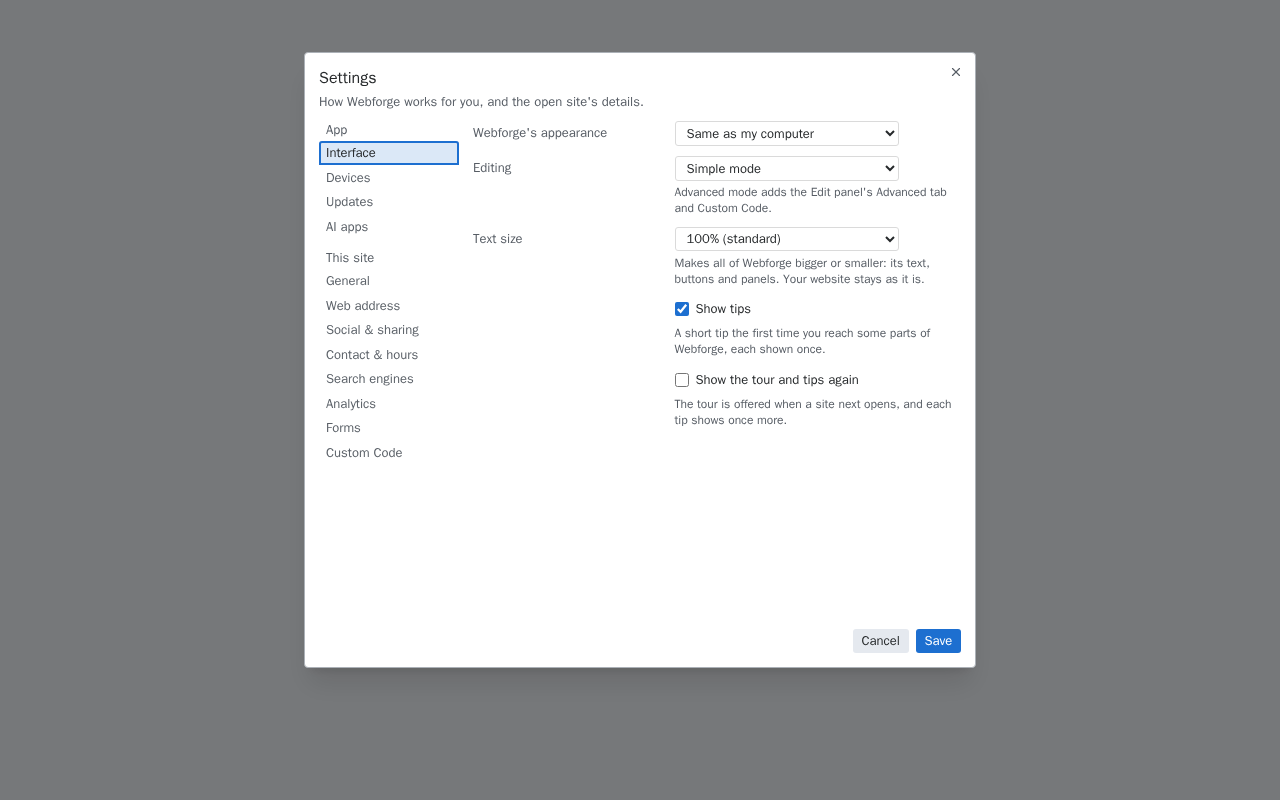 Settings
How Webforge works for you, and the open site's details.
App
Interface
Devices
Updates
AI apps
This site
General
Web address
Social & sharing
Contact & hours
Search engines
Analytics
Forms
Custom Code
Webforge's appearance
Same as my computer
Editing
Simple mode
Advanced mode adds the Edit panel's Advanced tab
and Custom Code.
Text size
100% (standard)
Makes all of Webforge bigger or smaller: its text,
buttons and panels. Your website stays as it is.
Show tips
A short tip the first time you reach some parts of
Webforge, each shown once.
Show the tour and tips again
The tour is offered when a site next opens, and each
tip shows once more.
Cancel
Save